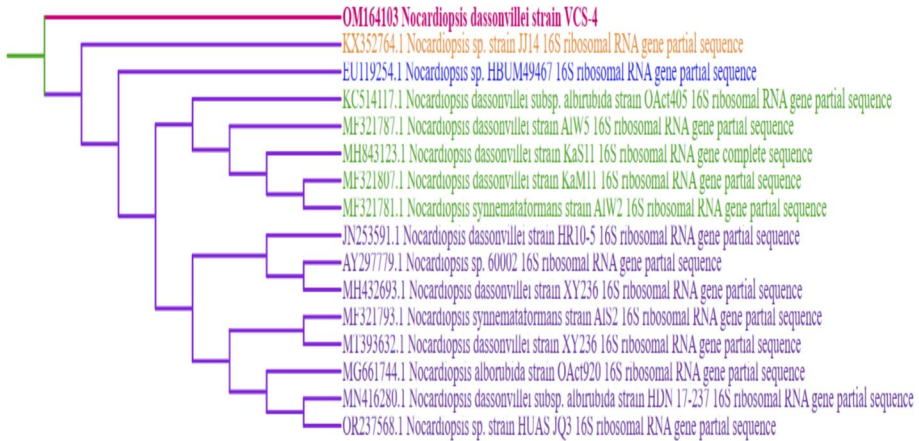 OM164103 Nocardiopsis dassonvillei strain VCS-4
KX352764.1 Nocardiopsis sp. strain JJ14 16S ribosomal RNA gene partial sequence
EU119254.1 Nocardiopsis sp. HBUM49467 16S ribosomal RNA gene partial sequence
KC514117.1 Nocardiopsis dassonvillei subsp. albirubida strain OAct405 16S ribosomal RNA gene partial sequence
MF321787.1 Nocardiopsis dassonvillei strain AlW5 16S ribosomal RNA gene partial sequence
MH843123.1 Nocardiopsis dassonvillei strain KaS11 16S ribosomal RNA gene complete sequence
MF321807.1 Nocardiopsis dassonvillei strain KaM11 16S ribosomal RNA gene partial sequence
MF321781.1 Nocardiopsis synnemataformans strain AlW2 16S ribosomal RNA gene partial sequence
JN253591.1 Nocardiopsis dassonvillei strain HR10-5 16S ribosomal RNA gene partial sequence
AY297779.1 Nocardiopsis sp. 60002 16S ribosomal RNA gene partial sequence
MH432693.1 Nocardiopsis dassonvillei strain XY236 16S ribosomal RNA gene partial sequence
MF321793.1 Nocardiopsis synnemataformans strain AlS2 16S ribosomal RNA gene partial sequence
MT393632.1 Nocardiopsis dassonvillei strain XY236 16S ribosomal RNA gene partial sequence
MG661744.1 Nocardiopsis alborubida strain OAct920 16S ribosomal RNA gene partial sequence
MN416280.1 Nocardiopsis dassonvillei subsp. albirubida strain HDN 17-237 16S ribosomal RNA gene partial sequence
OR237568.1 Nocardiopsis sp. strain HUAS JQ3 16S ribosomal RNA gene partial sequence